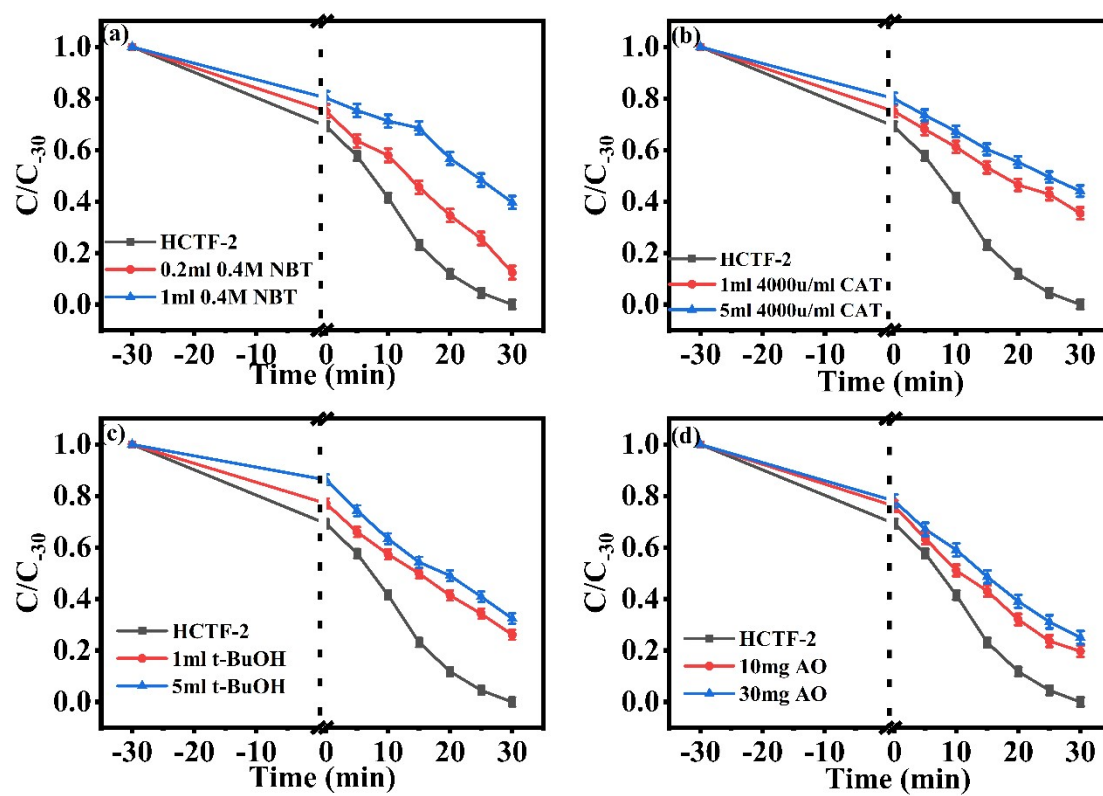 (a)
C/C-30
1.0
0.8
0.6
0.4
0.2
0.0
HCTF-2
0.2ml 0.4M NBT
1ml 0.4M NBT
-30 -20 -10 0 10 20 30
Time (min)
(b)
C/C-30
1.0
0.8
0.6
0.4
0.2
0.0
HCTF-2
1ml 4000u/ml CAT
5ml 4000u/ml CAT
-30 -20 -10 0 10 20 30
Time (min)
(c)
C/C-30
1.0
0.8
0.6
0.4
0.2
0.0
HCTF-2
1ml t-BuOH
5ml t-BuOH
-30 -20 -10 0 10 20 30
Time (min)
(d)
C/C-30
1.0
0.8
0.6
0.4
0.2
0.0
HCTF-2
10mg AO
30mg AO
-30 -20 -10 0 10 20 30
Time (min)